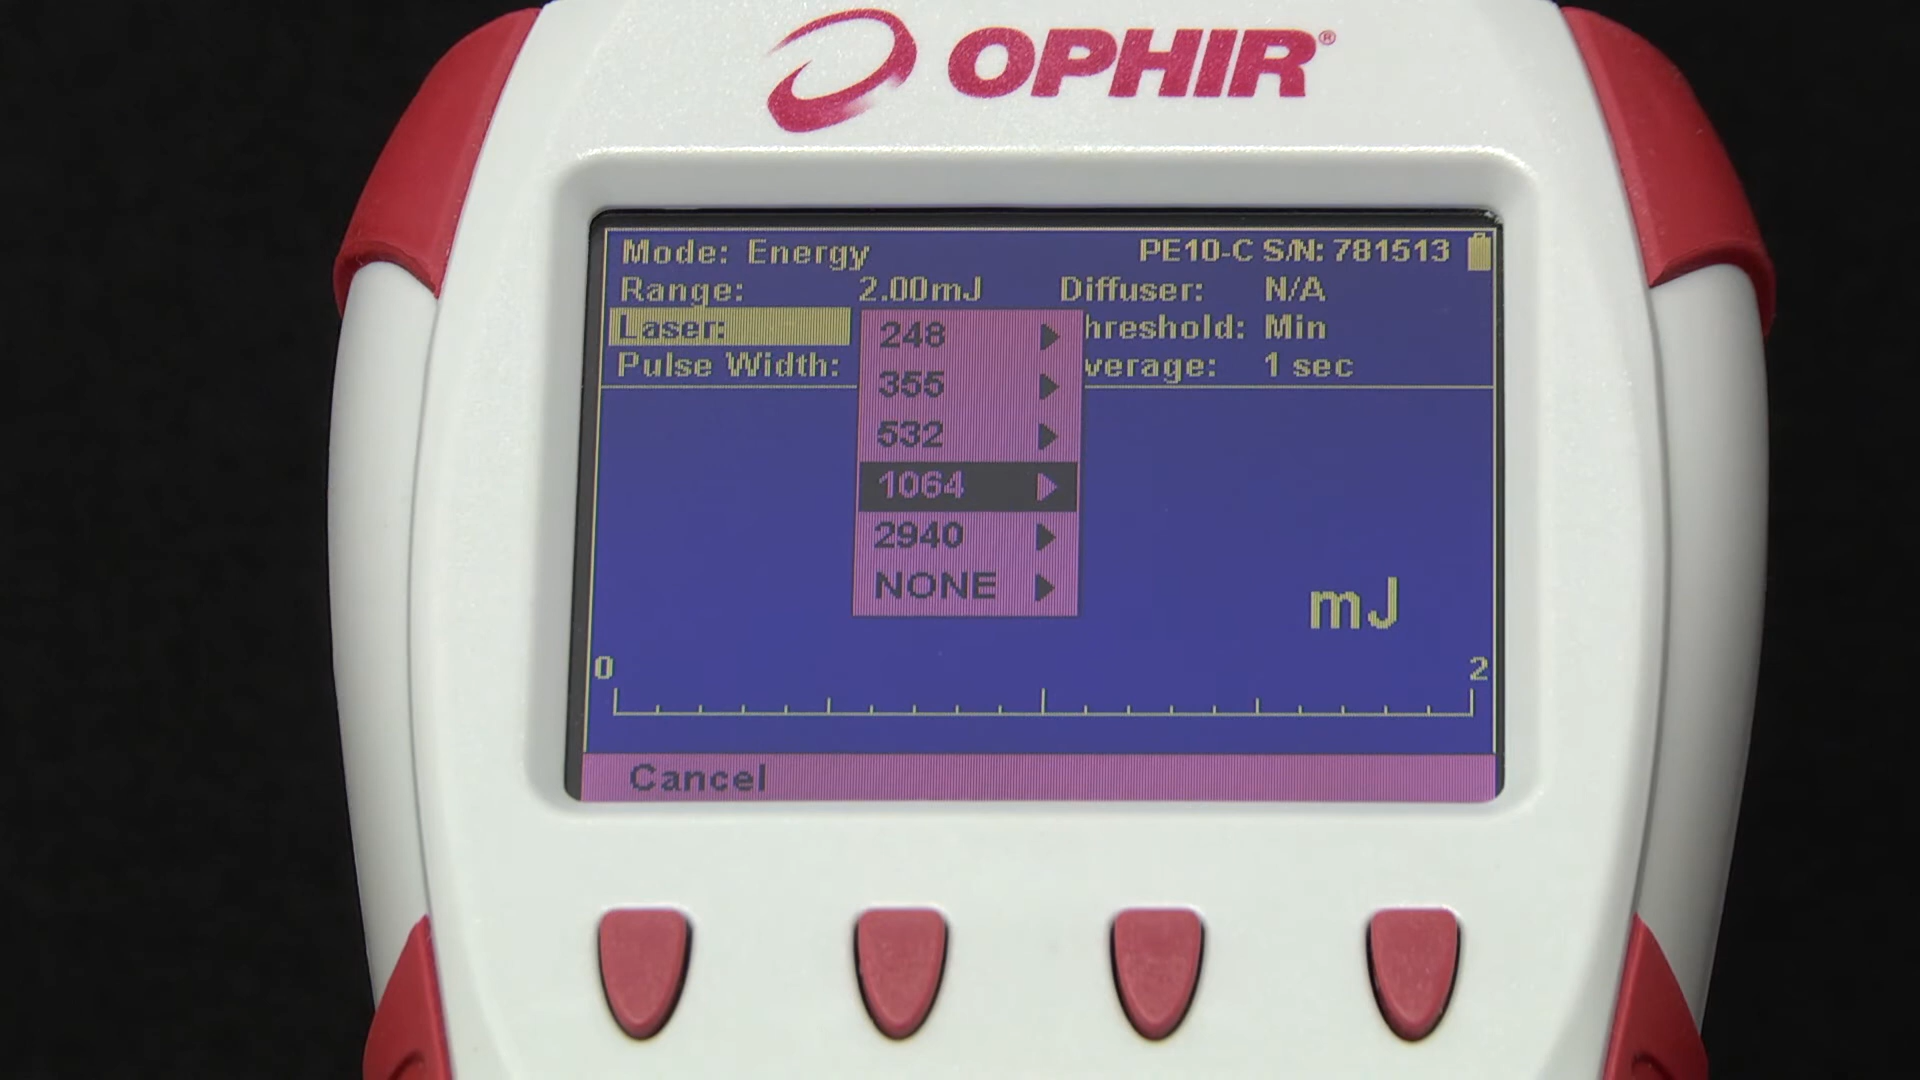 OPHIR®
Mode: Energy PE10-C S/N: 781513
Range: 2.00mJ Diffuser: N/A
Laser: hreshold: Min
Pulse Width: verage: 1 sec
248
355
532
1064
2940
NONE
mJ
0 2
Cancel